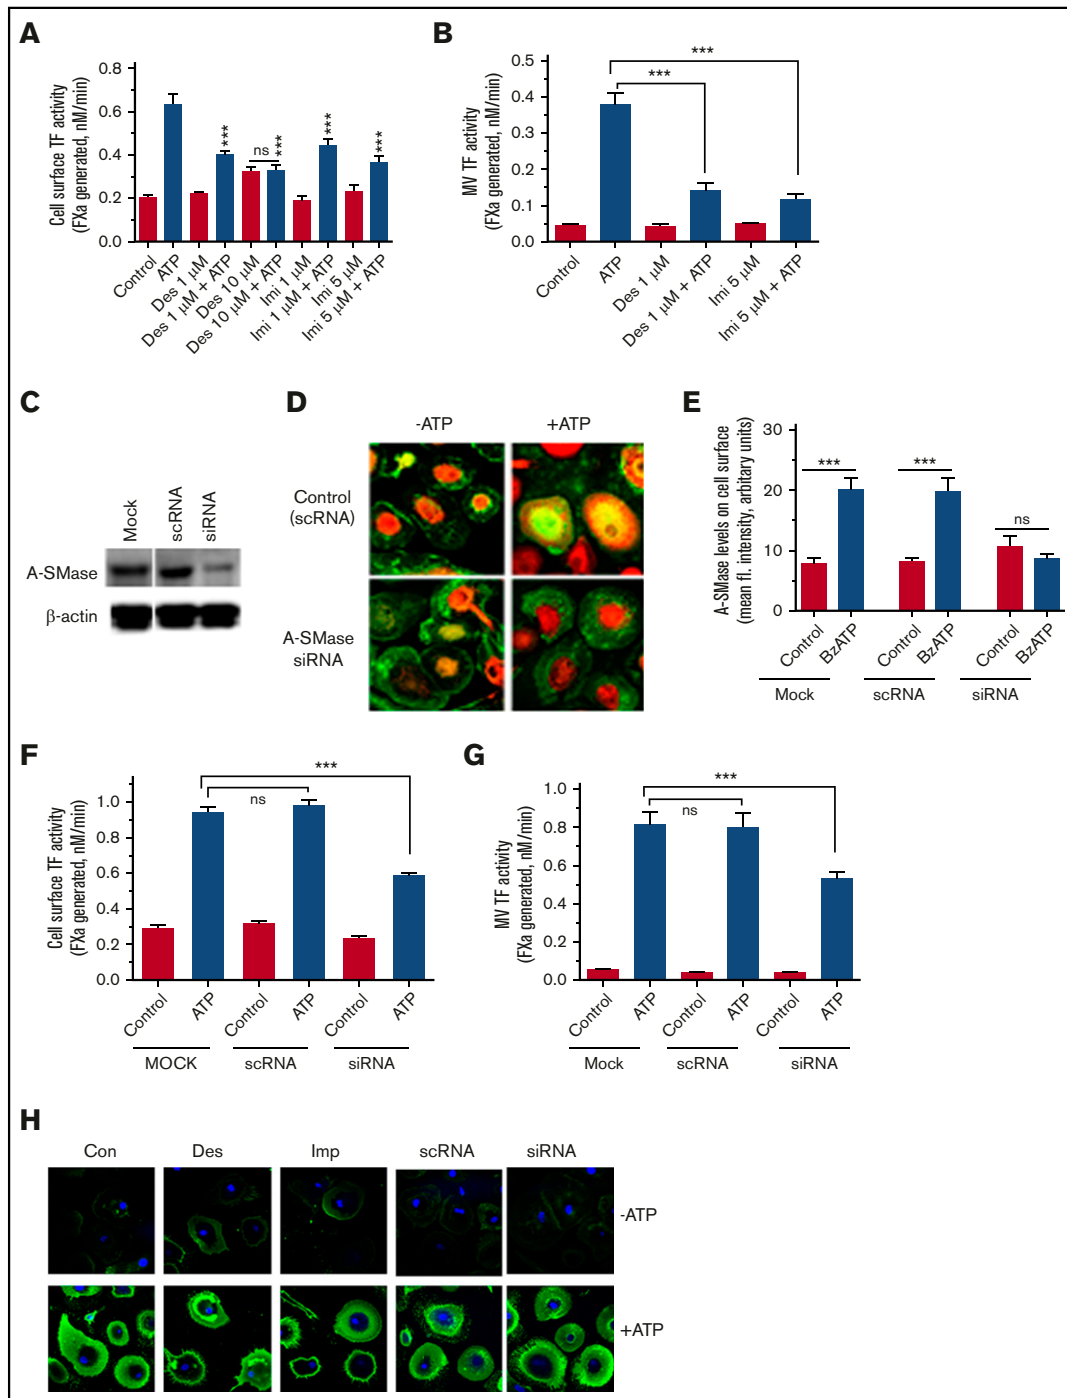 A
Cell surface TF activity
(FXa generated, nM/min)
0.8
0.6
0.4
0.2
0.0
***
ns
***
***
***
Control
ATP
Des 1 μM
Des 1 μM + ATP
Des 10 μM
Des 10 μM + ATP
Imi 1 μM
Imi 1 μM + ATP
Imi 5 μM
Imi 5 μM + ATP
B
MV TF activity
(FXa generated, nM/min)
0.5
0.4
0.3
0.2
0.1
0.0
***
***
Control
ATP
Des 1 μM
Des 1 μM + ATP
Imi 5 μM
Imi 5 μM + ATP
C
Mock
scRNA
siRNA
A-SMase
β-actin
D
-ATP
+ATP
Control
(scRNA)
A-SMase
siRNA
E
A-SMase levels on cell surface
(mean fl. intensity, arbitary units)
30
20
10
0
***
***
ns
Control
BzATP
Control
BzATP
Control
BzATP
Mock
scRNA
siRNA
F
Cell surface TF activity
(FXa generated, nM/min)
1.0
0.8
0.6
0.4
0.2
0.0
***
ns
Control
ATP
Control
ATP
Control
ATP
MOCK
scRNA
siRNA
G
MV TF activity
(FXa generated, nM/min)
1.0
0.8
0.6
0.4
0.2
0.0
***
ns
Control
ATP
Control
ATP
Control
ATP
Mock
scRNA
siRNA
H
Con
Des
Imp
scRNA
siRNA
-ATP
+ATP